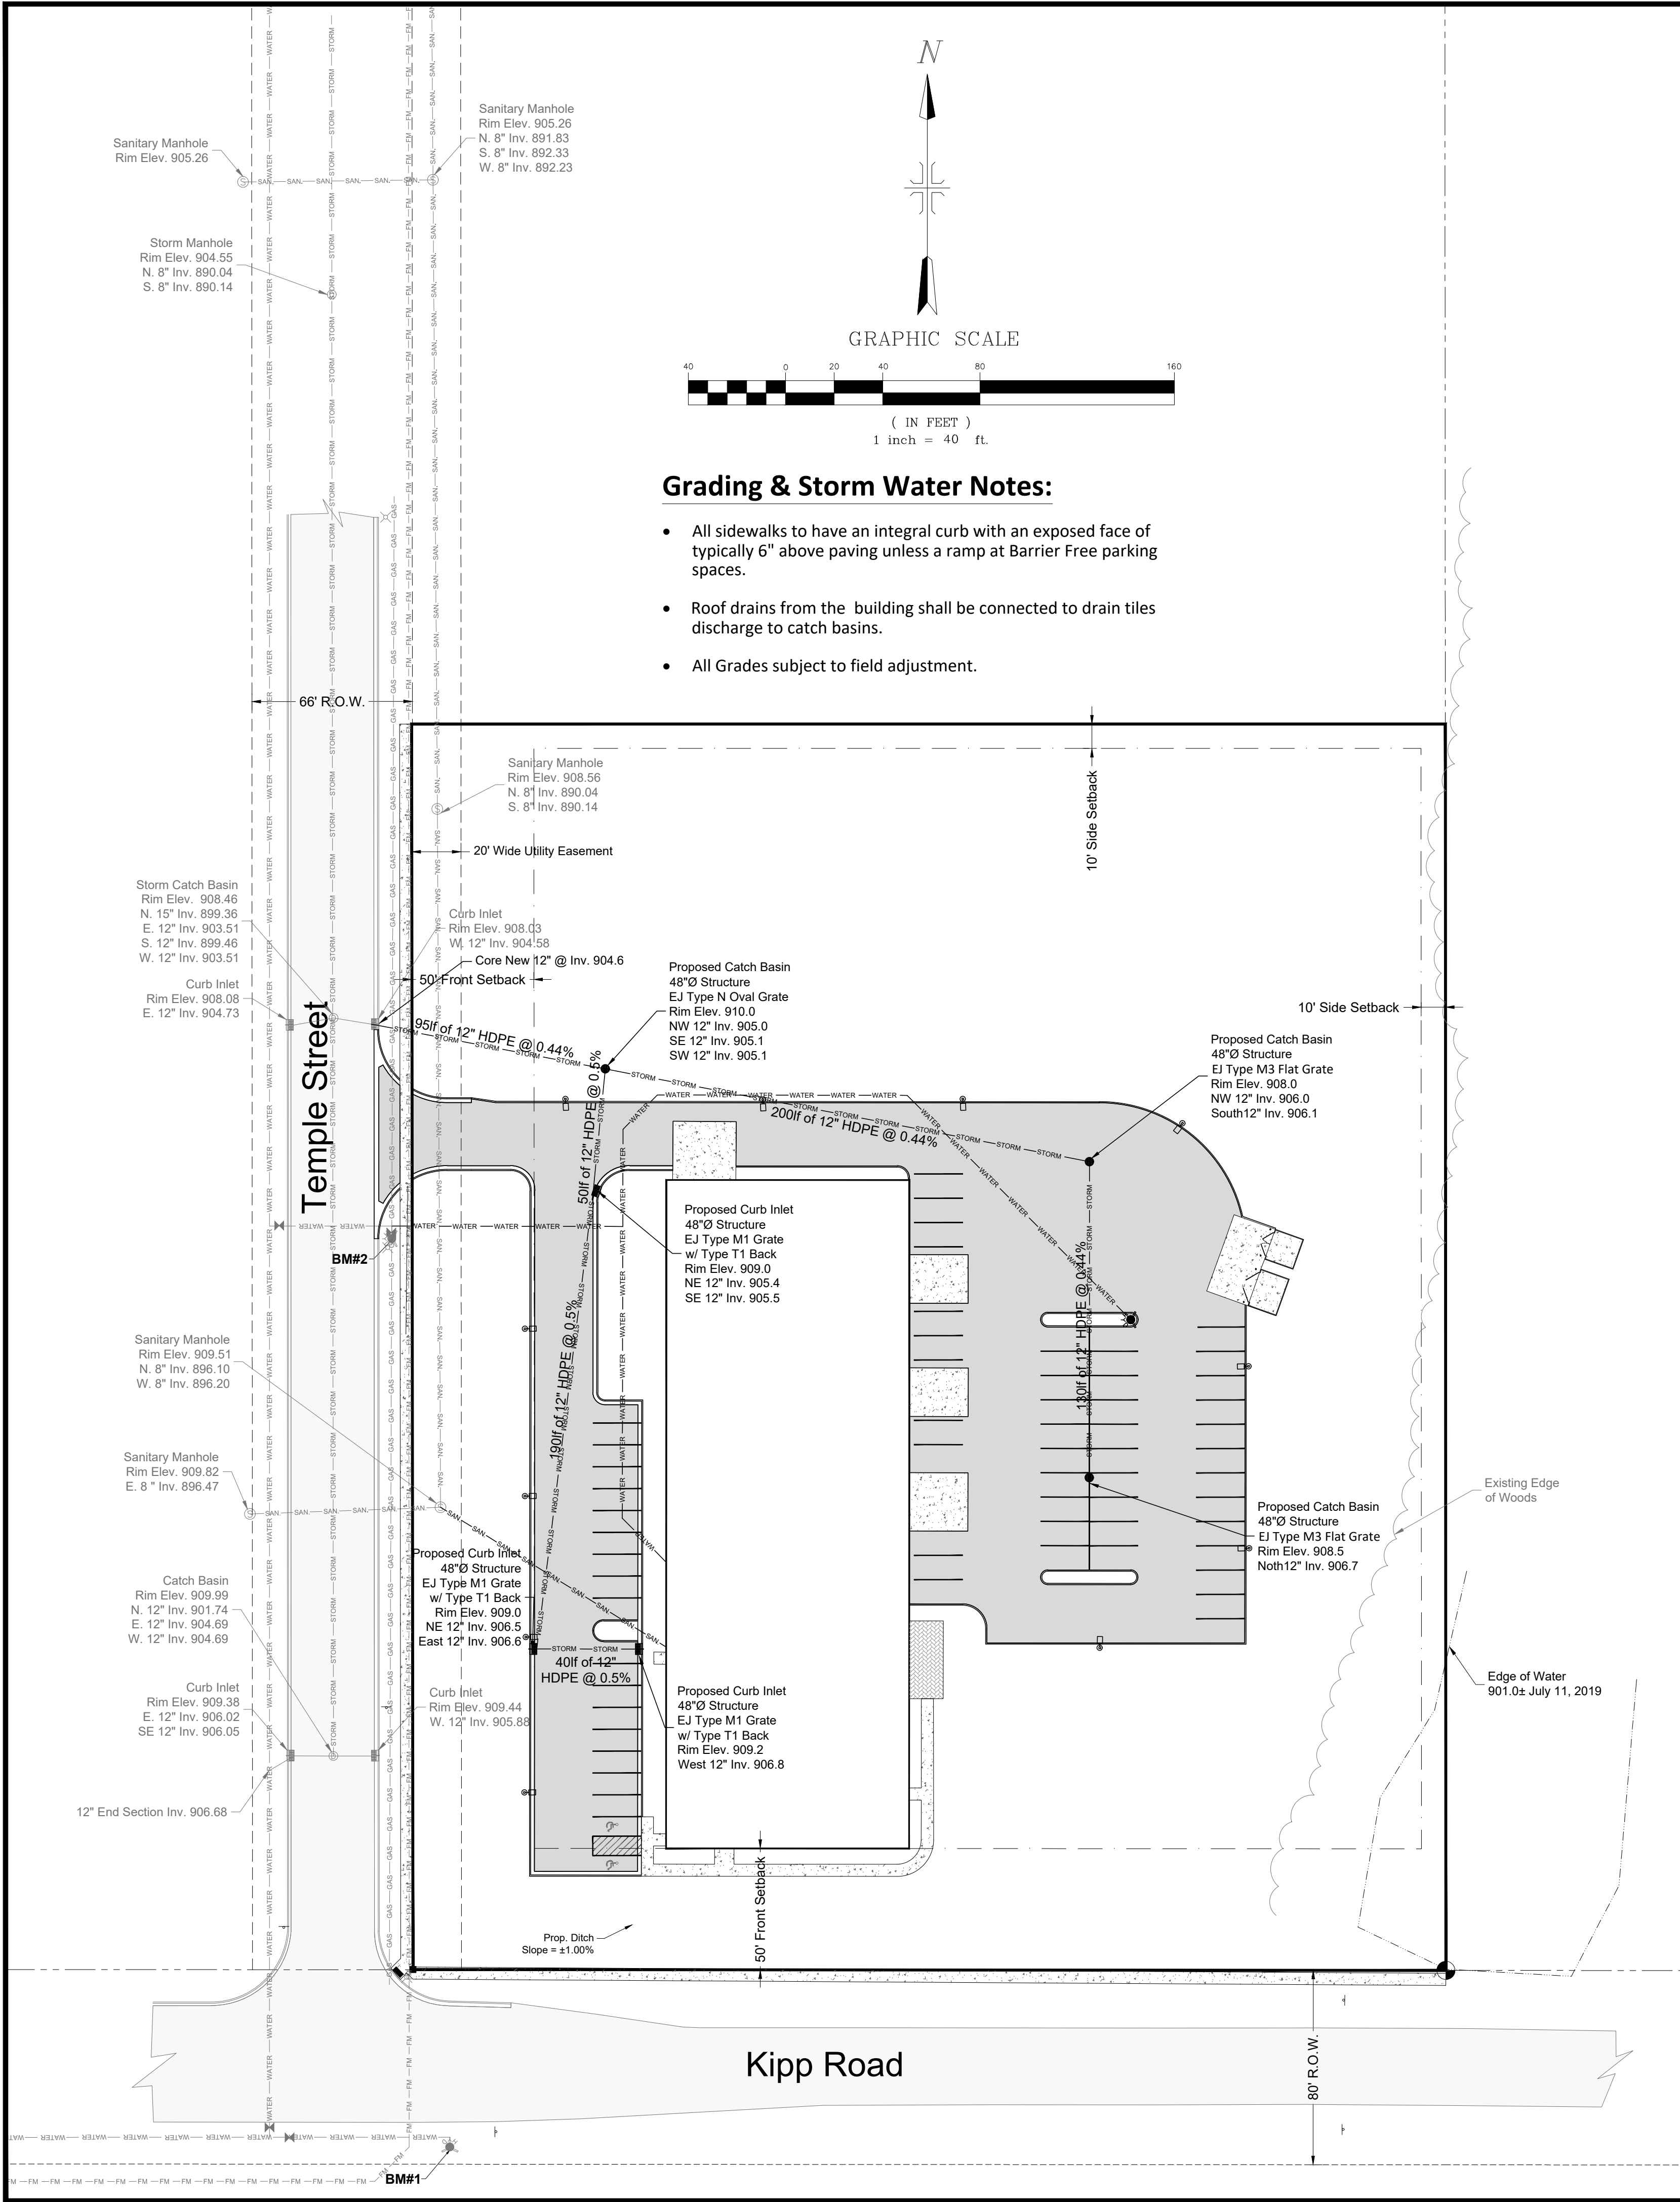 N
GRAPHIC SCALE
40 0 20 40 80 160
( IN FEET )
1 inch = 40 ft.
Grading & Storm Water Notes:
• All sidewalks to have an integral curb with an exposed face of
typically 6" above paving unless a ramp at Barrier Free parking
spaces.
• Roof drains from the building shall be connected to drain tiles
discharge to catch basins.
• All Grades subject to field adjustment.
Sanitary Manhole
Rim Elev. 905.26
Sanitary Manhole
Rim Elev. 905.26
N. 8" Inv. 891.83
S. 8" Inv. 892.33
W. 8" Inv. 892.23
Storm Manhole
Rim Elev. 904.55
N. 8" Inv. 890.04
S. 8" Inv. 890.14
66' R.O.W.
Sanitary Manhole
Rim Elev. 908.56
N. 8" Inv. 890.04
S. 8" Inv. 890.14
10' Side Setback
20' Wide Utility Easement
Storm Catch Basin
Rim Elev. 908.46
N. 15" Inv. 899.36
E. 12" Inv. 903.51
S. 12" Inv. 899.46
W. 12" Inv. 903.51
Curb Inlet
Rim Elev. 908.03
W. 12" Inv. 904.58
Core New 12" @ Inv. 904.6
50' Front Setback
Curb Inlet
Rim Elev. 908.08
E. 12" Inv. 904.73
Proposed Catch Basin
48"Ø Structure
EJ Type N Oval Grate
Rim Elev. 910.0
NW 12" Inv. 905.0
SE 12" Inv. 905.1
SW 12" Inv. 905.1
10' Side Setback
Proposed Catch Basin
48"Ø Structure
EJ Type M3 Flat Grate
Rim Elev. 908.0
NW 12" Inv. 906.0
South12" Inv. 906.1
95lf of 12" HDPE @ 0.44%
200lf of 12" HDPE @ 0.44%
50lf of 12" HDPE @ 0.5%
Temple Street
STORM
WATER
SAN.
GAS
FM
BM#2
Proposed Curb Inlet
48"Ø Structure
EJ Type M1 Grate
w/ Type T1 Back
Rim Elev. 909.0
NE 12" Inv. 905.4
SE 12" Inv. 905.5
190lf of 12" HDPE @ 0.5%
130lf of 12" HDPE @ 0.44%
Sanitary Manhole
Rim Elev. 909.51
N. 8" Inv. 896.10
W. 8" Inv. 896.20
Sanitary Manhole
Rim Elev. 909.82
E. 8 " Inv. 896.47
Existing Edge
of Woods
Proposed Catch Basin
48"Ø Structure
EJ Type M3 Flat Grate
Rim Elev. 908.5
Noth12" Inv. 906.7
Proposed Curb Inlet
48"Ø Structure
EJ Type M1 Grate
w/ Type T1 Back
Rim Elev. 909.0
NE 12" Inv. 906.5
East 12" Inv. 906.6
Catch Basin
Rim Elev. 909.99
N. 12" Inv. 901.74
E. 12" Inv. 904.69
W. 12" Inv. 904.69
40lf of 12"
HDPE @ 0.5%
Edge of Water
901.0± July 11, 2019
Curb Inlet
Rim Elev. 909.38
E. 12" Inv. 906.02
SE 12" Inv. 906.05
Curb Inlet
Rim Elev. 909.44
W. 12" Inv. 905.88
Proposed Curb Inlet
48"Ø Structure
EJ Type M1 Grate
w/ Type T1 Back
Rim Elev. 909.2
West 12" Inv. 906.8
12" End Section Inv. 906.68
50' Front Setback
Prop. Ditch
Slope = ±1.00%
Kipp Road
80' R.O.W.
BM#1